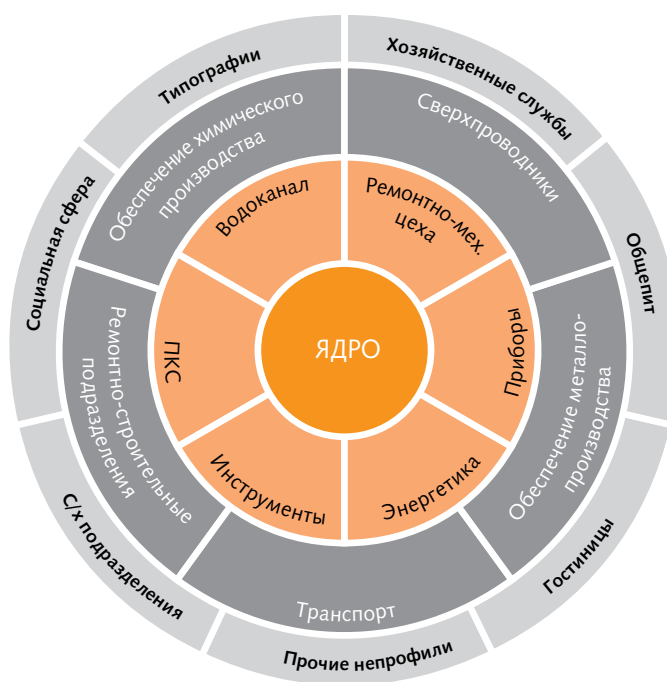 Типографии
Хозяйственные службы
Общепит
Гостиницы
Прочие непрофили
С/х подразделения
Социальная сфера
Обеспечение химического
производства
Сверхпроводники
Обеспечение металло-
производства
Транспорт
Ремонтно-строительные
подразделения
Водоканал
Ремонтно-мех.
цеха
Приборы
Энергетика
Инструменты
ПКС
ЯДРО